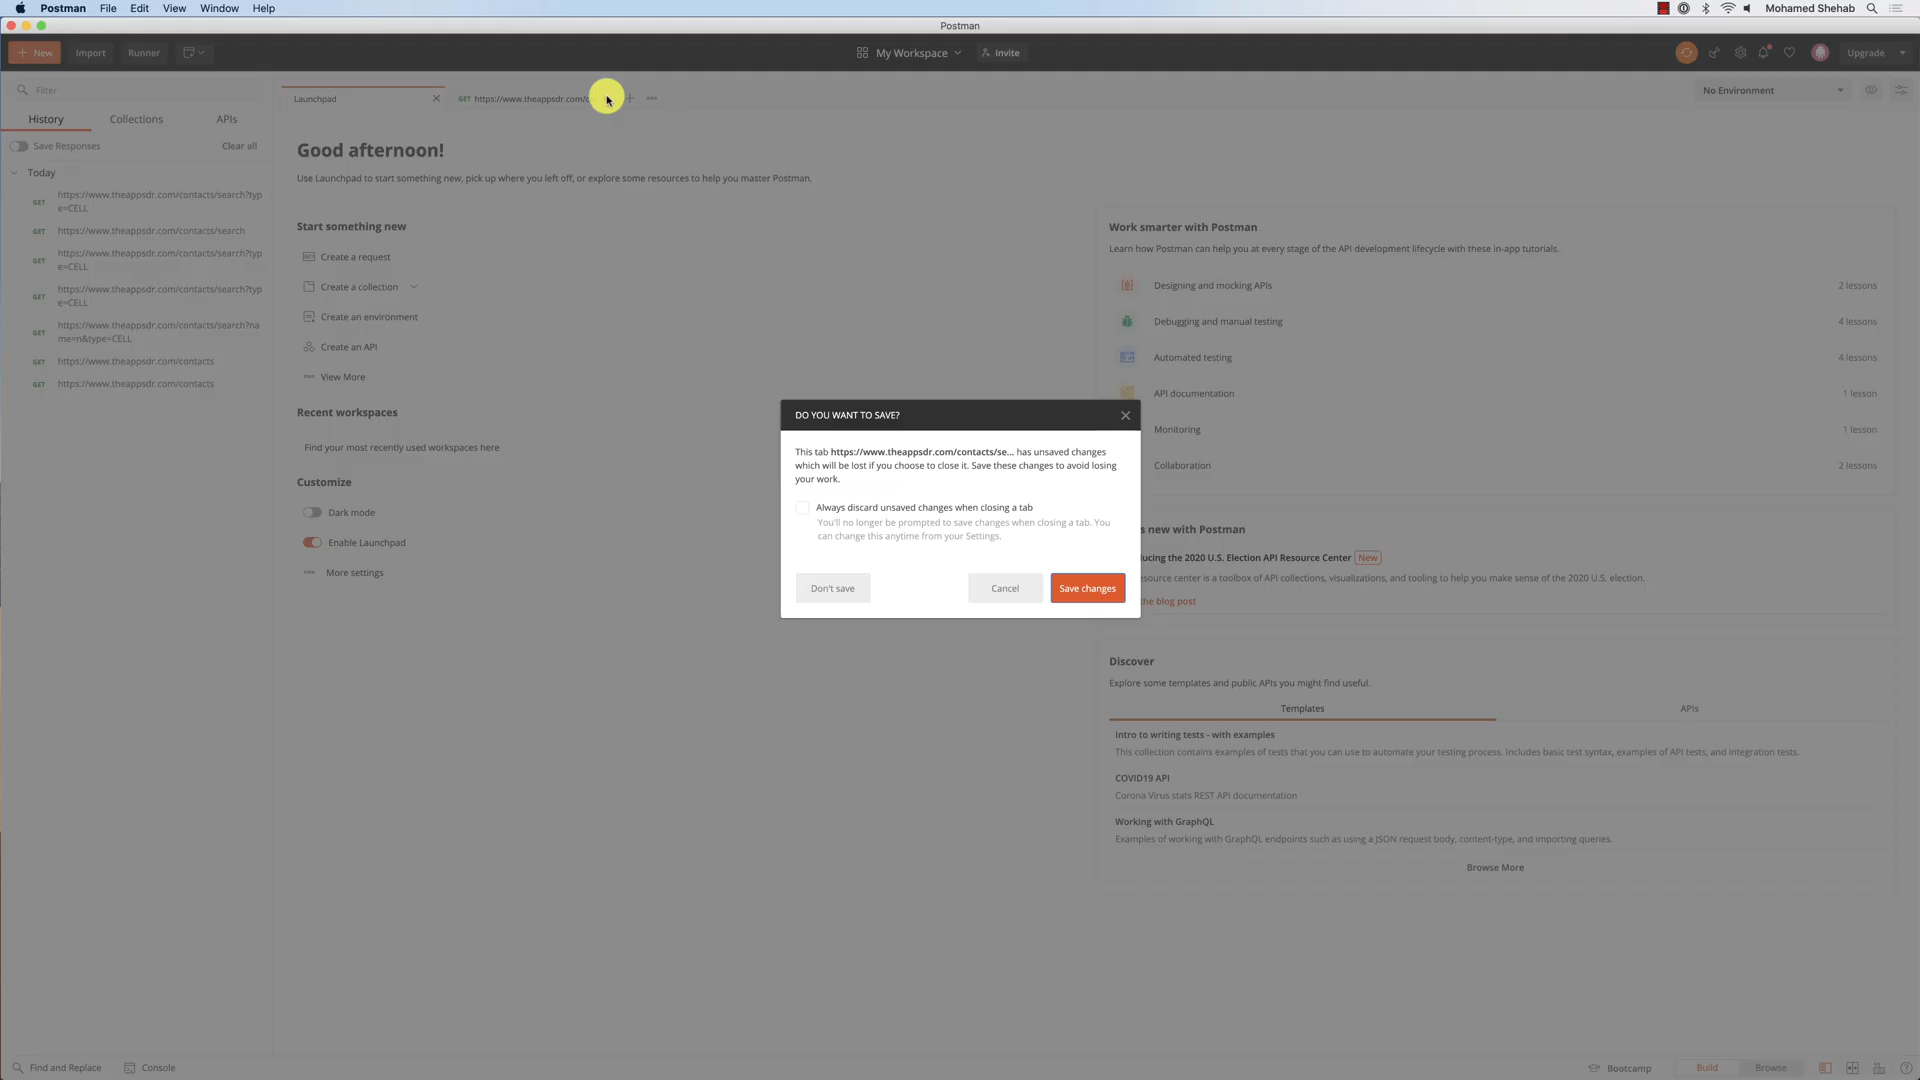 Postman File Edit View Window Help
Mohamed Shehab
Postman
New Import Runner
My Workspace Invite
Upgrade
Filter
Launchpad
GET https://www.theappsdr.com/c
No Environment
History Collections APIs
Save Responses Clear all
Today
GET https://www.theappsdr.com/contacts/search?typ
e=CELL
GET https://www.theappsdr.com/contacts/search
GET https://www.theappsdr.com/contacts/search?typ
e=CELL
GET https://www.theappsdr.com/contacts/search?typ
e=CELL
GET https://www.theappsdr.com/contacts/search?na
me=n&type=CELL
GET https://www.theappsdr.com/contacts
GET https://www.theappsdr.com/contacts
Good afternoon!
Use Launchpad to start something new, pick up where you left off, or explore some resources to help you master Postman.
Start something new
Create a request
Create a collection
Create an environment
Create an API
View More
Recent workspaces
Find your most recently used workspaces here
Customize
Dark mode
Enable Launchpad
More settings
DO YOU WANT TO SAVE?
This tab https://www.theappsdr.com/contacts/se... has unsaved changes
which will be lost if you choose to close it. Save these changes to avoid losing
your work.
Always discard unsaved changes when closing a tab
You'll no longer be prompted to save changes when closing a tab. You
can change this anytime from your Settings.
Don't save Cancel Save changes
Work smarter with Postman
Learn how Postman can help you at every stage of the API development lifecycle with these in-app tutorials.
Designing and mocking APIs 2 lessons
Debugging and manual testing 4 lessons
Automated testing 4 lessons
API documentation 1 lesson
Monitoring 1 lesson
Collaboration 2 lessons
s new with Postman
ucing the 2020 U.S. Election API Resource Center New
esource center is a toolbox of API collections, visualizations, and tooling to help you make sense of the 2020 U.S. election.
the blog post
Discover
Explore some templates and public APIs you might find useful.
Templates APIs
Intro to writing tests - with examples
This collection contains examples of tests that you can use to automate your testing process. Includes basic test syntax, examples of API tests, and integration tests.
COVID19 API
Corona Virus stats REST API documentation
Working with GraphQL
Examples of working with GraphQL endpoints such as using a JSON request body, content-type, and importing queries.
Browse More
Find and Replace Console
Bootcamp Build Browse